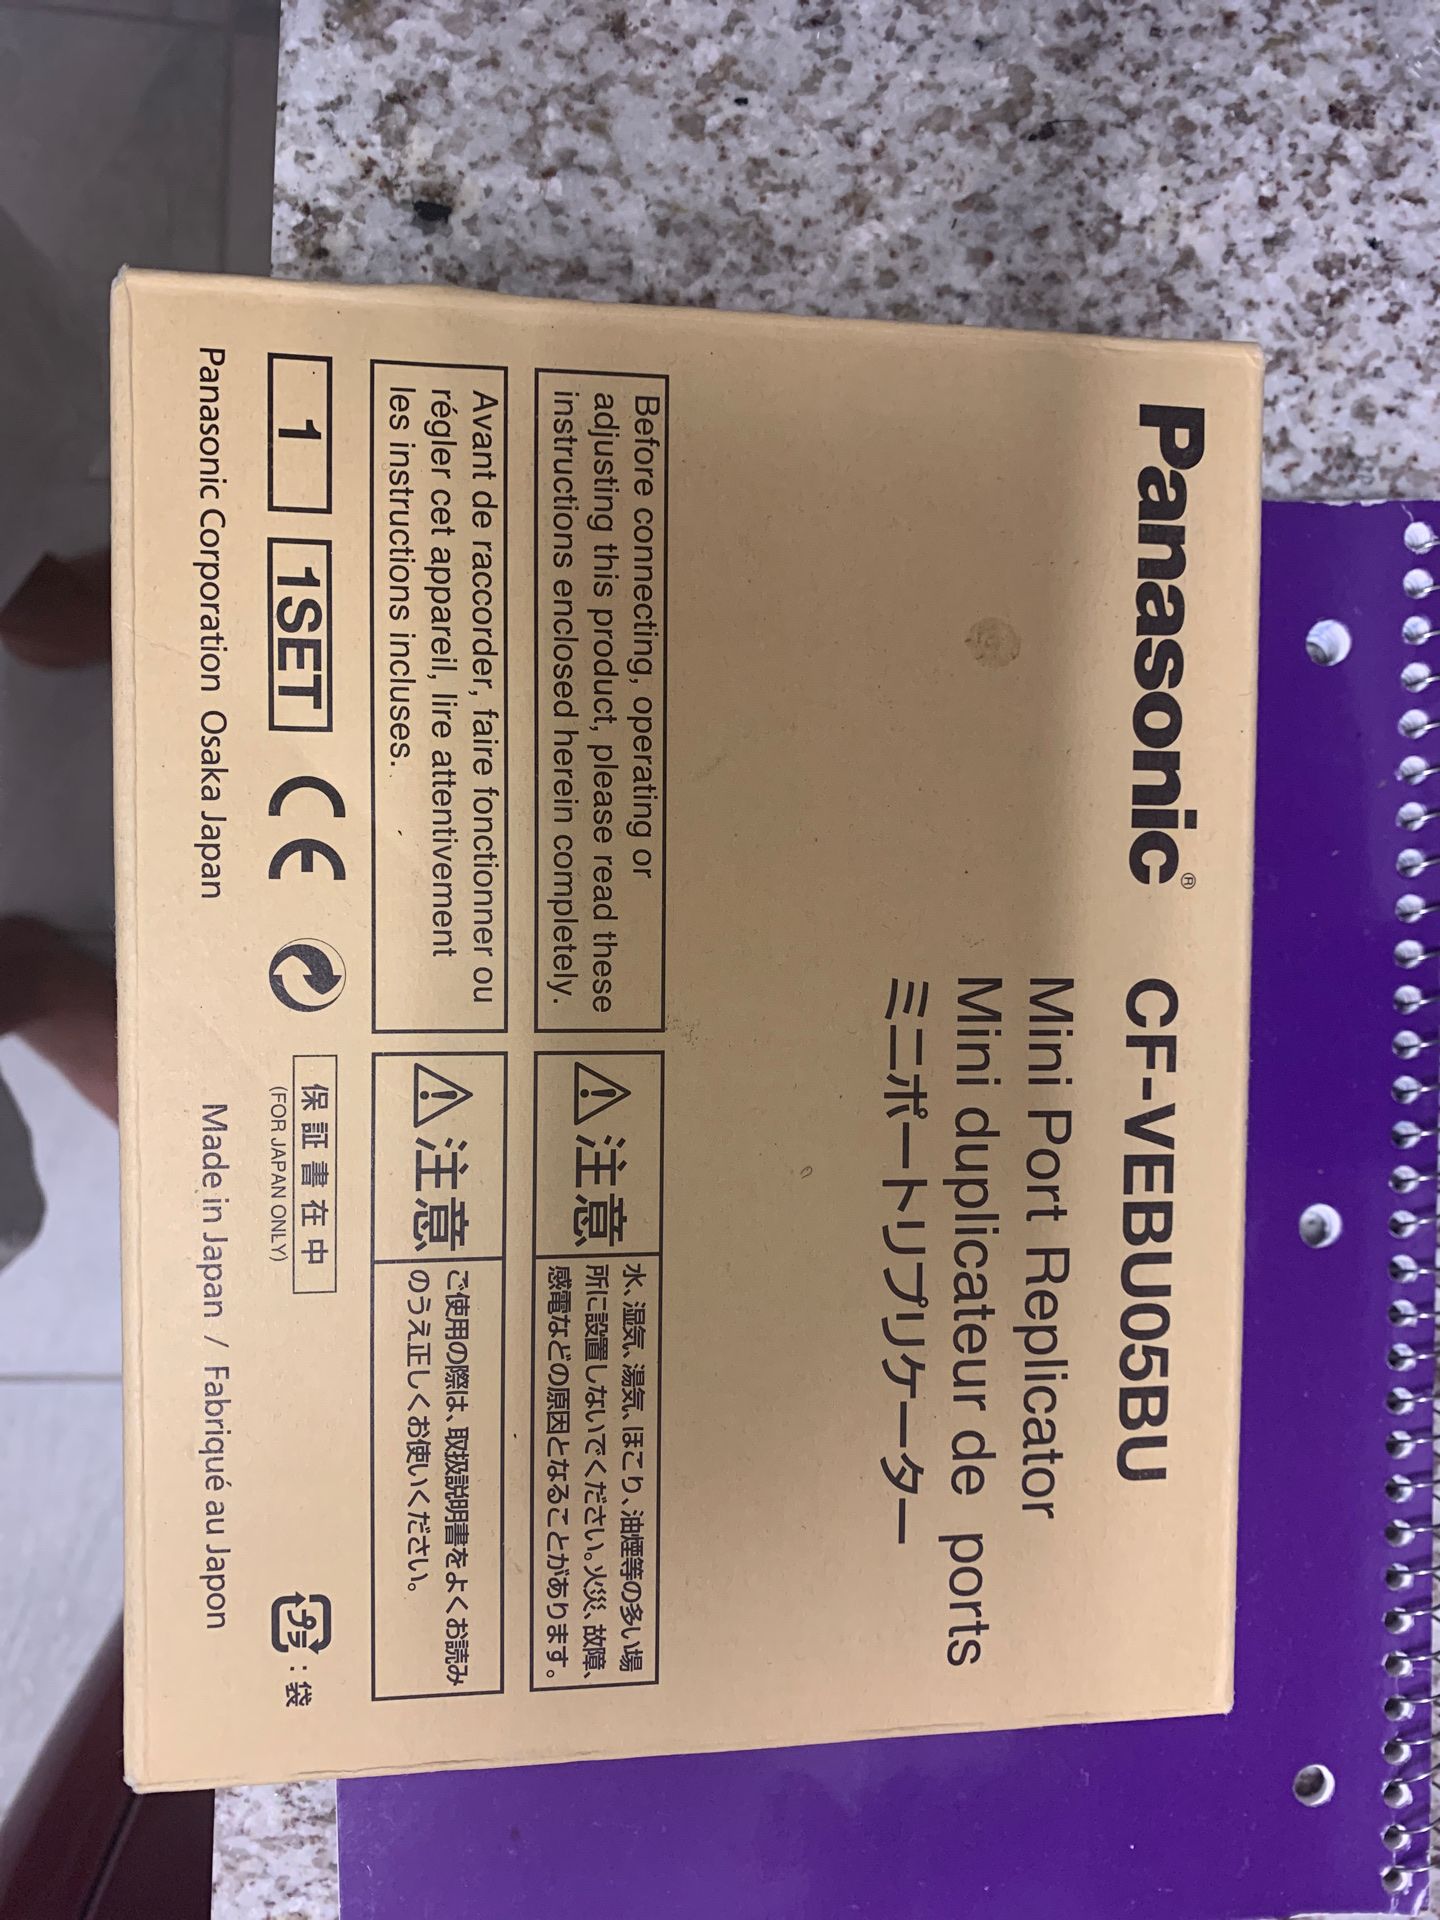 Panasonic® CF-VEBU05BU
Mini Port Replicator
Mini duplicateur de ports
ミニポートリプリケーター
Before connecting, operating or
adjusting this product, please read these
instructions enclosed herein completely.
注意
水、湿気、湯気、ほこり、油煙等の多い場
所に設置しないでください。火災、故障、
感電などの原因となることがあります。
Avant de raccorder, faire fonctionner ou
régler cet appareil, lire attentivement
les instructions incluses.
注意
ご使用の際は、取扱説明書をよくお読み
のうえ正しくお使いください。
1
1SET
CE
保証書在中
(FOR JAPAN ONLY)
プラ
:袋
Panasonic Corporation Osaka Japan
Made in Japan / Fabriqué au Japon